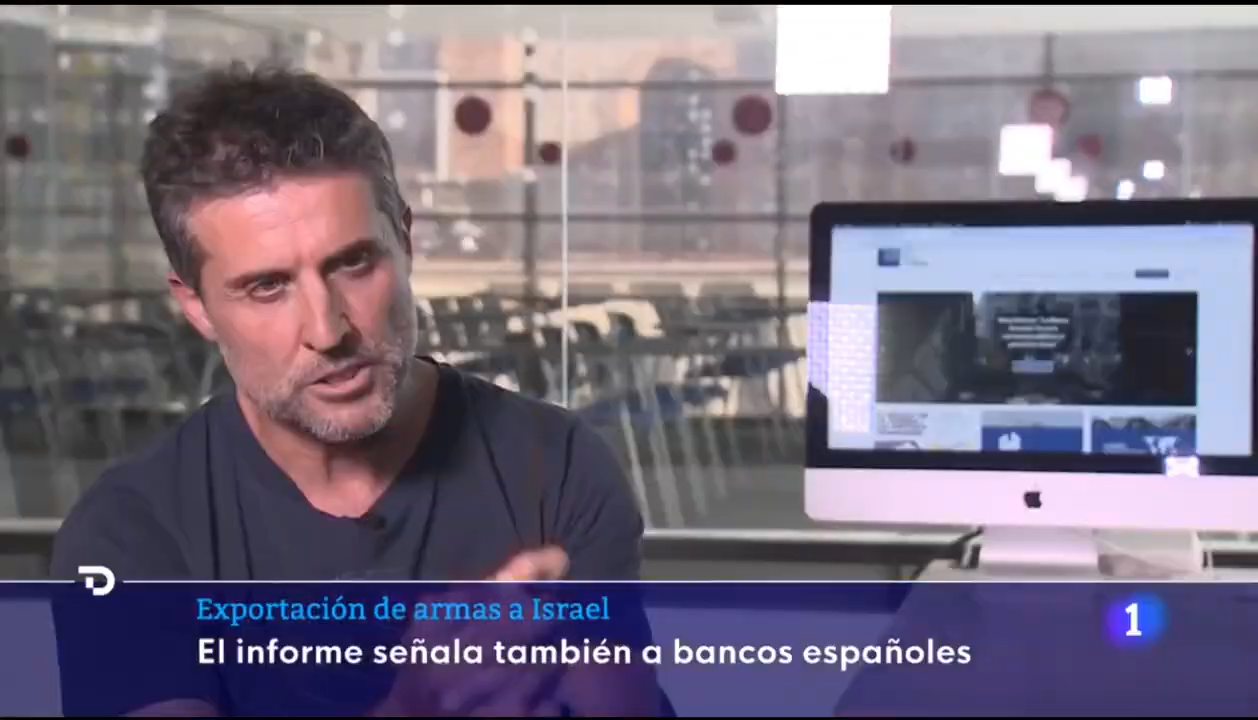 Exportación de armas a Israel
El informe señala también a bancos españoles
1